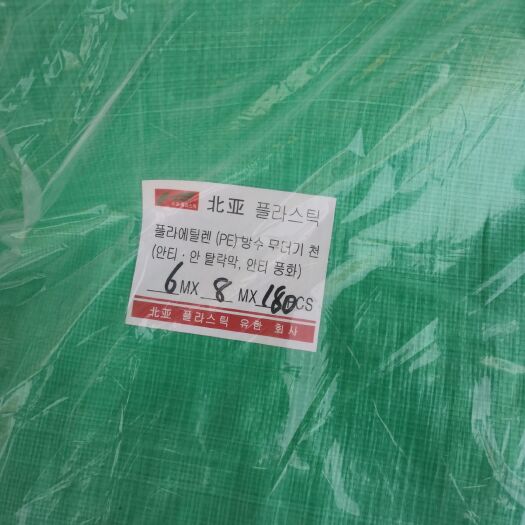 北亚 플라스틱
플라에틸렌 (PE) 방수 무더기 천
(안티 · 안 탈락막, 안티 풍화)
6 MX 8 MX 180 PCS
北亚 플라스틱 유한 회사